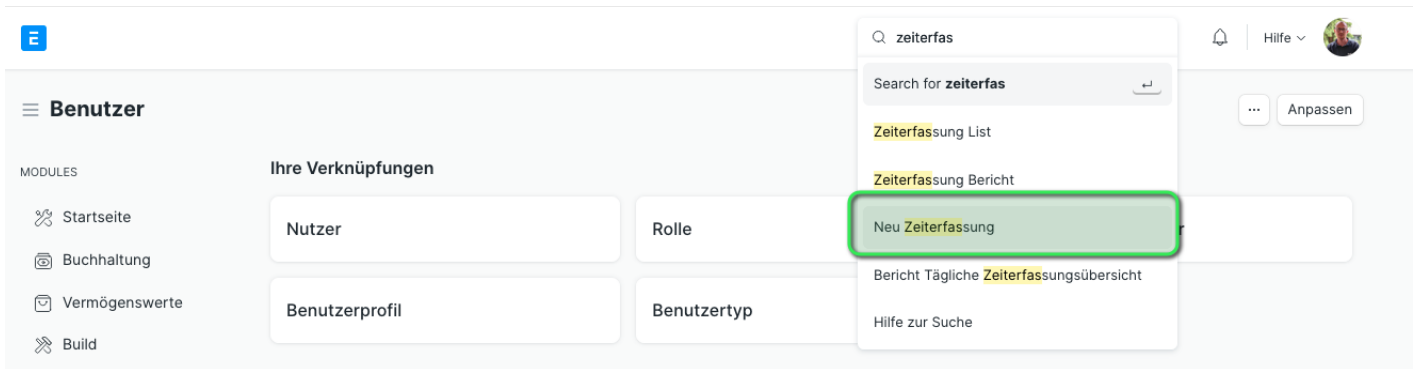 E
zeiterfas
Hilfe
Search for zeiterfas
Benutzer
Anpassen
Zeiterfassung List
MODULES
Ihre Verknüpfungen
Zeiterfassung Bericht
Startseite
Nutzer
Rolle
Neu Zeiterfassung
r
Buchhaltung
Bericht Tägliche Zeiterfassungsübersicht
Vermögenswerte
Benutzerprofil
Benutzertyp
Hilfe zur Suche
Build